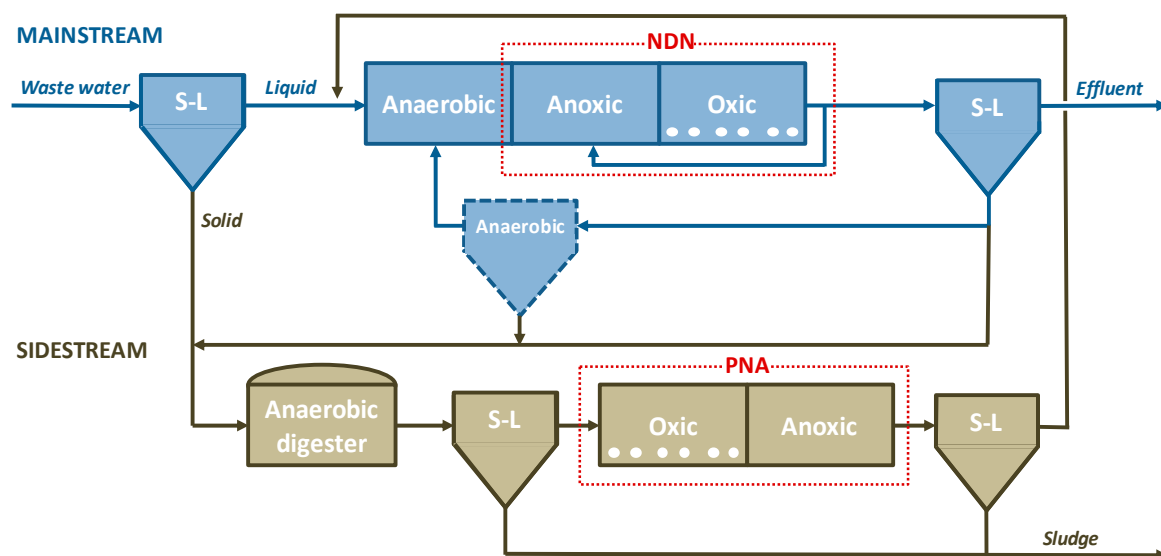 MAINSTREAM
NDN
Waste water
S-L
Liquid
Anaerobic
Anoxic
Oxic
S-L
Effluent
Solid
Anaerobic
SIDESTREAM
PNA
Anaerobic
digester
S-L
Oxic
Anoxic
S-L
Sludge